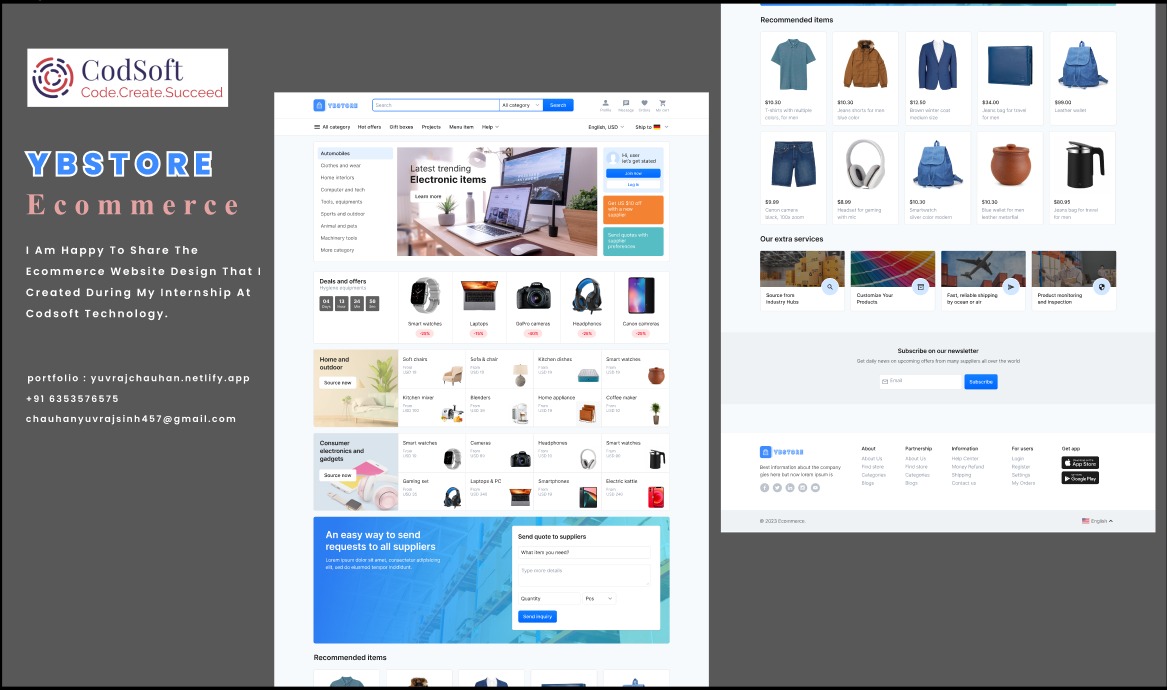 CodSoft
Code.Create.Succeed
YBSTORE
Ecommerce
I Am Happy To Share The
Ecommerce Website Design That I
Created During My Internship At
Codsoft Technology.
portfolio : yuvrajchauhan.netlify.app
+91 6353576575
chauhanyuvrajsinh457@gmail.com
YBSTORE
Search
All category
Search
Message
Orders
My cart
All category
Hot offers
Gift boxes
Projects
Menu item
Help
English, USD
Ship to
Automobiles
Clothes and wear
Home interiors
Computer and tech
Tools, equipments
Sports and outdoor
Animal and pets
Machinery tools
More category
Latest trending
Electronic items
Learn more
Hi, user
let's get stated
Join now
Log in
Get US $10 off
with a new
supplier
Send quotes with
supplier
preferences
Deals and offers
Hygiene equipments
04
13
34
56
Days
Hour
Min
Sec
Smart watches
-25%
Laptops
-15%
GoPro cameras
-40%
Headphones
-25%
Canon camreras
-25%
Home and
outdoor
Source now
Soft chairs
From
USD 19
Sofa & chair
From
USD 19
Kitchen dishes
From
USD 19
Smart watches
From
USD 19
Kitchen mixer
From
USD 100
Blenders
From
USD 39
Home appliance
From
USD 19
Coffee maker
From
USD 10
Consumer
electronics and
gadgets
Source now
Smart watches
From
USD 19
Cameras
From
USD 89
Headphones
From
USD 10
Smart watches
From
USD 90
Gaming set
From
USD 35
Laptops & PC
From
USD 340
Smartphones
From
USD 19
Electric kattle
From
USD 240
An easy way to send
requests to all suppliers
Lorem ipsum dolor sit amet, consectetur adipisicing
elit, sed do eiusmod tempor incididunt.
Send quote to suppliers
What item you need?
Type more details
Quantity
Pcs
Send inquiry
Recommended items
Recommended items
$10.30
T-shirts with multiple
colors, for men
$10.30
Jeans shorts for men
blue color
$12.50
Brown winter coat
medium size
$34.00
Jeans bag for travel
for men
$99.00
Leather wallet
$9.99
Canon camera
black, 100x zoom
$8.99
Headset for gaming
with mic
$10.30
Smartwatch
silver color modern
$10.30
Blue wallet for men
leather metarfial
$80.95
Jeans bag for travel
for men
Our extra services
Source from
Industry Hubs
Customize Your
Products
Fast, reliable shipping
by ocean or air
Product monitoring
and inspection
Subscribe on our newsletter
Get daily news on upcoming offers from many suppliers all over the world
Email
Subscribe
YBSTORE
Best information about the company
gies here but now lorem ipsum is
About
About Us
Find store
Categories
Blogs
Partnership
About Us
Find store
Categories
Blogs
Information
Help Center
Money Refund
Shipping
Contact us
For users
Login
Register
Settings
My Orders
Get app
App Store
Google Play
© 2023 Ecommerce.
English